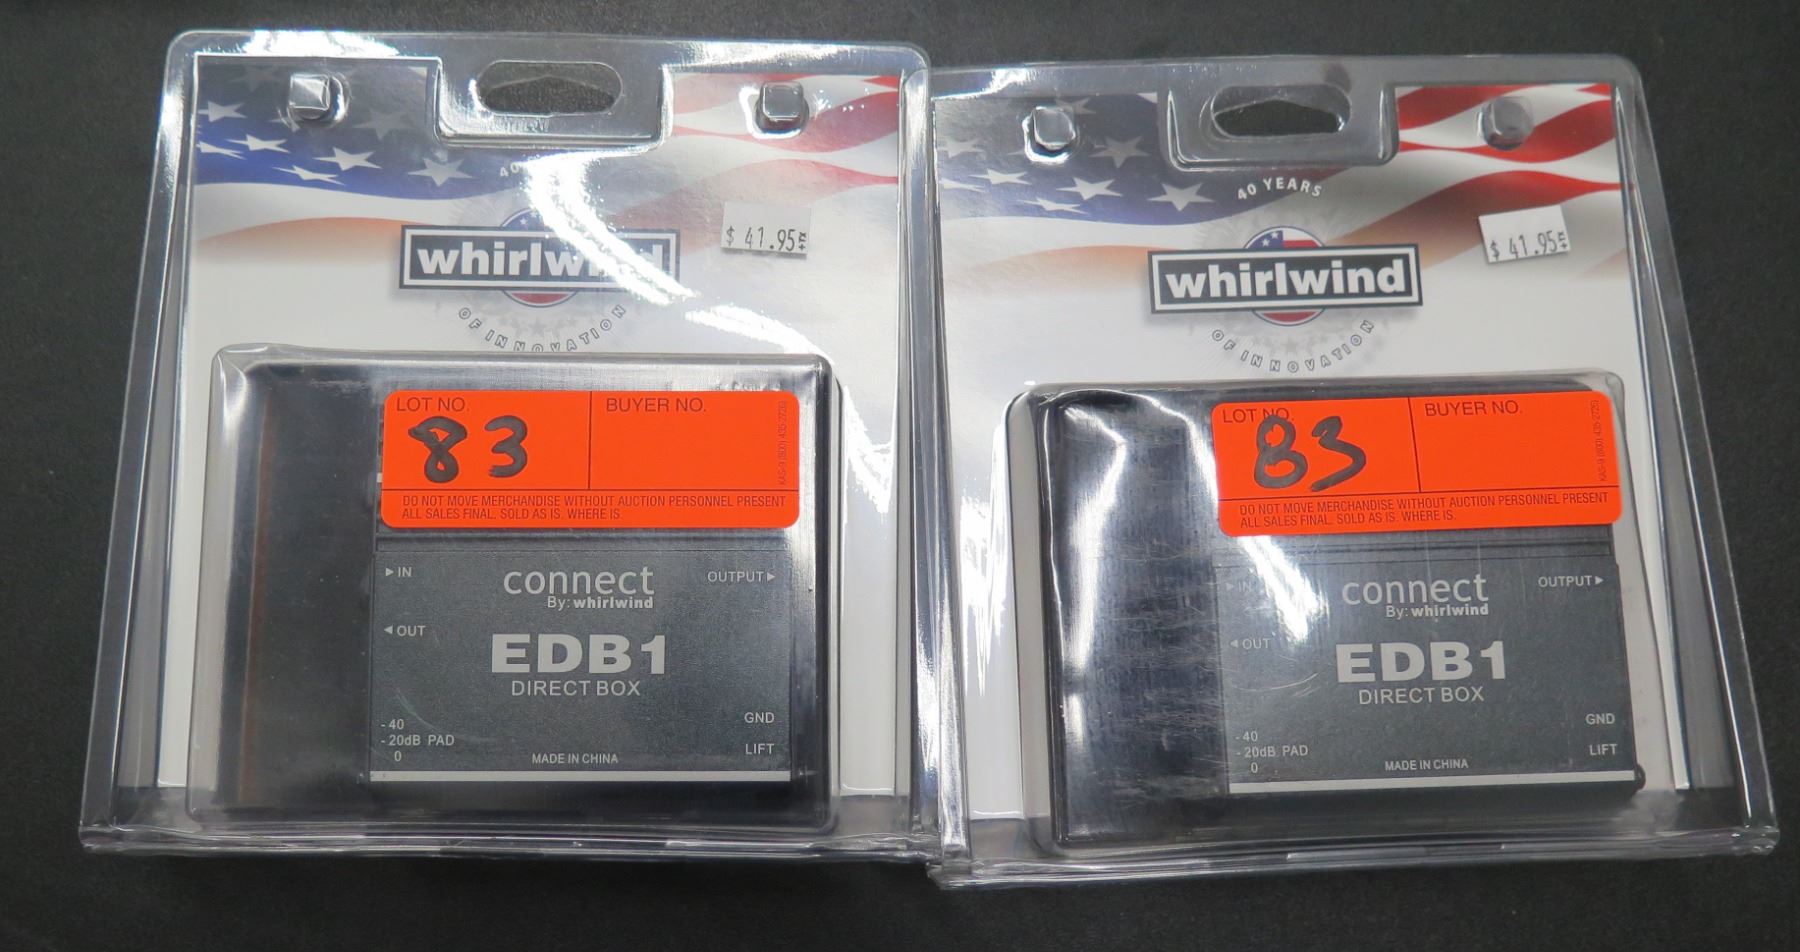 40
whirlwind
OF INNOVATION
$ 41.95
LOT NO.
BUYER NO.
83
DO NOT MOVE MERCHANDISE WITHOUT AUCTION PERSONNEL PRESENT
ALL SALES FINAL. SOLD AS IS. WHERE IS.
IN
connect
OUTPUT
By: whirlwind
OUT
EDB1
DIRECT BOX
-40
GND
-20dB PAD
LIFT
0
MADE IN CHINA
40 YEARS
whirlwind
OF INNOVATION
$ 41.95
LOT NO.
BUYER NO.
83
DO NOT MOVE MERCHANDISE WITHOUT AUCTION PERSONNEL PRESENT
ALL SALES FINAL. SOLD AS IS. WHERE IS.
IN
connect
OUTPUT
By: whirlwind
OUT
EDB1
DIRECT BOX
-40
GND
-20dB PAD
LIFT
0
MADE IN CHINA